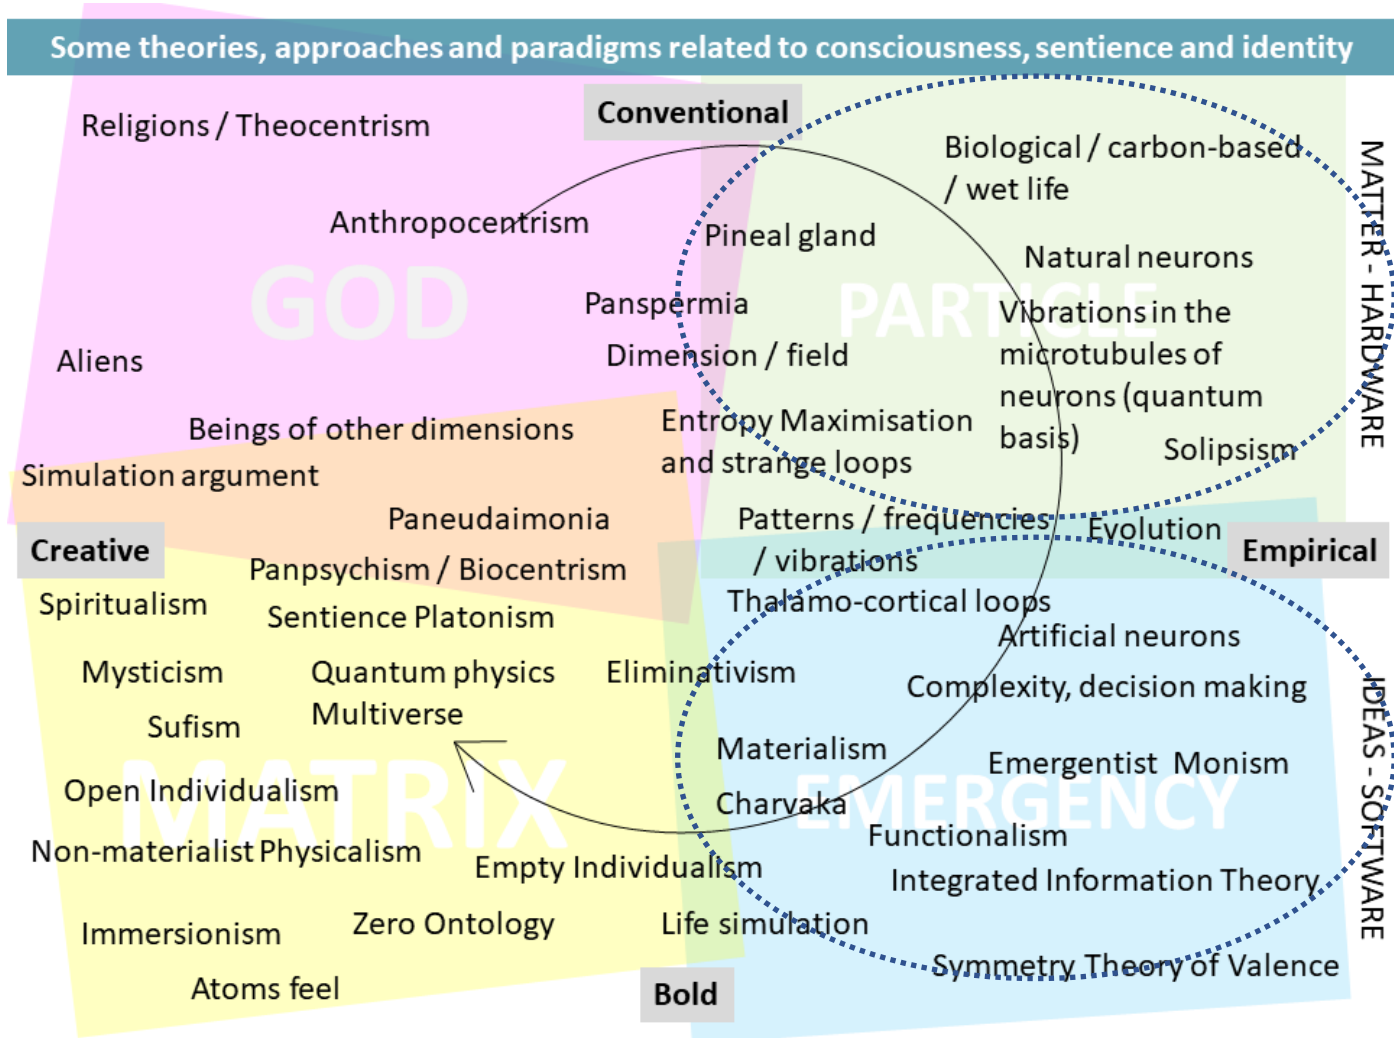 Some theories, approaches and paradigms related to consciousness, sentience and identity
Conventional
Religions / Theocentrism
Biological / carbon-based
/ wet life
Anthropocentrism
Pineal gland
Natural neurons
GOD
PARTICLE
Panspermia
Vibrations in the
microtubules of
neurons (quantum
basis)
Dimension / field
Aliens
Beings of other dimensions
Entropy Maximisation
and strange loops
Solipsism
MATTER - HARDWARE
Simulation argument
Paneudaimonia
Patterns / frequencies
/ vibrations
Evolution
Creative
Empirical
Panpsychism / Biocentrism
Spiritualism
Sentience Platonism
Thalamo-cortical loops
Artificial neurons
Mysticism
Quantum physics
Multiverse
Eliminativism
Complexity, decision making
Sufism
Materialism
Emergentist Monism
MATRIX
EMERGENCY
Open Individualism
Charvaka
Functionalism
Non-materialist Physicalism
Empty Individualism
Integrated Information Theory
IDEAS - SOFTWARE
Immersionism
Zero Ontology
Life simulation
Symmetry Theory of Valence
Atoms feel
Bold